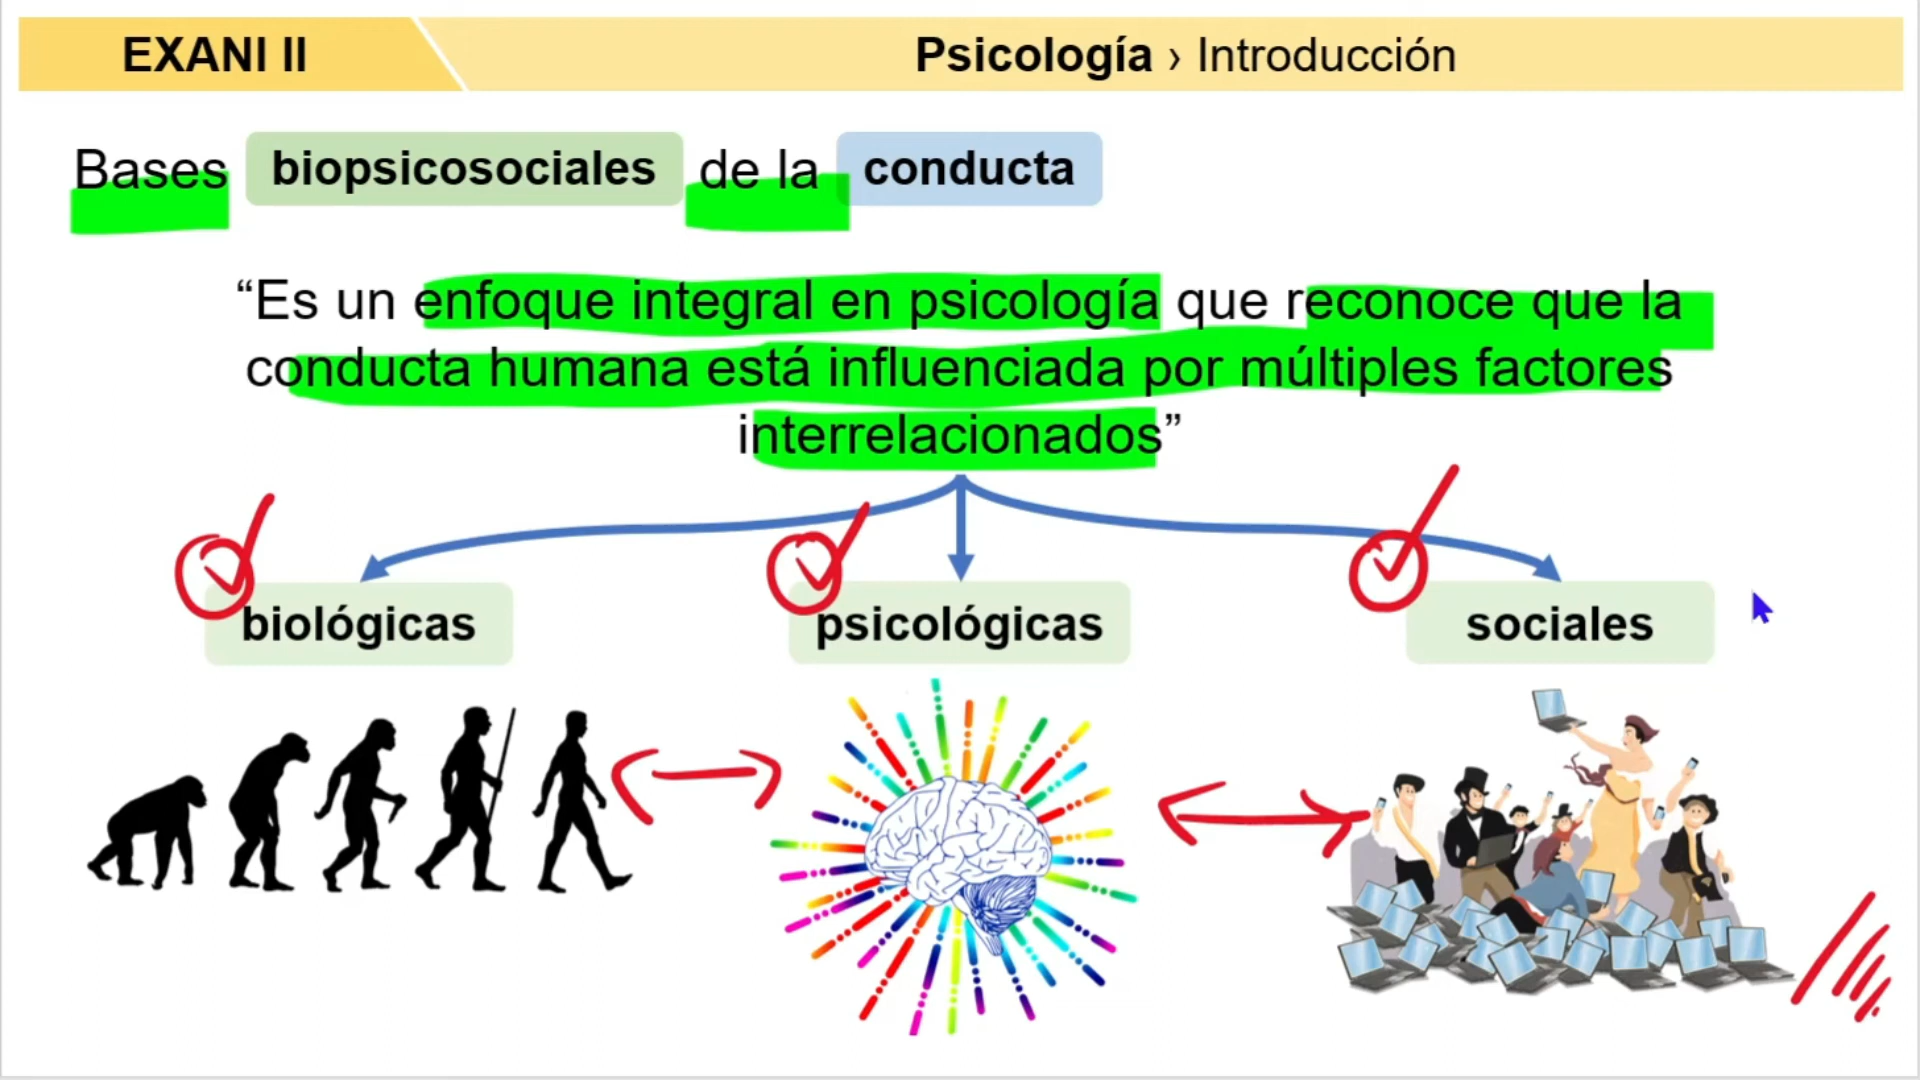 EXANI II
Psicología › Introducción
Bases biopsicosociales de la conducta
“Es un enfoque integral en psicología que reconoce que la
conducta humana está influenciada por múltiples factores
interrelacionados”
biológicas
psicológicas
sociales